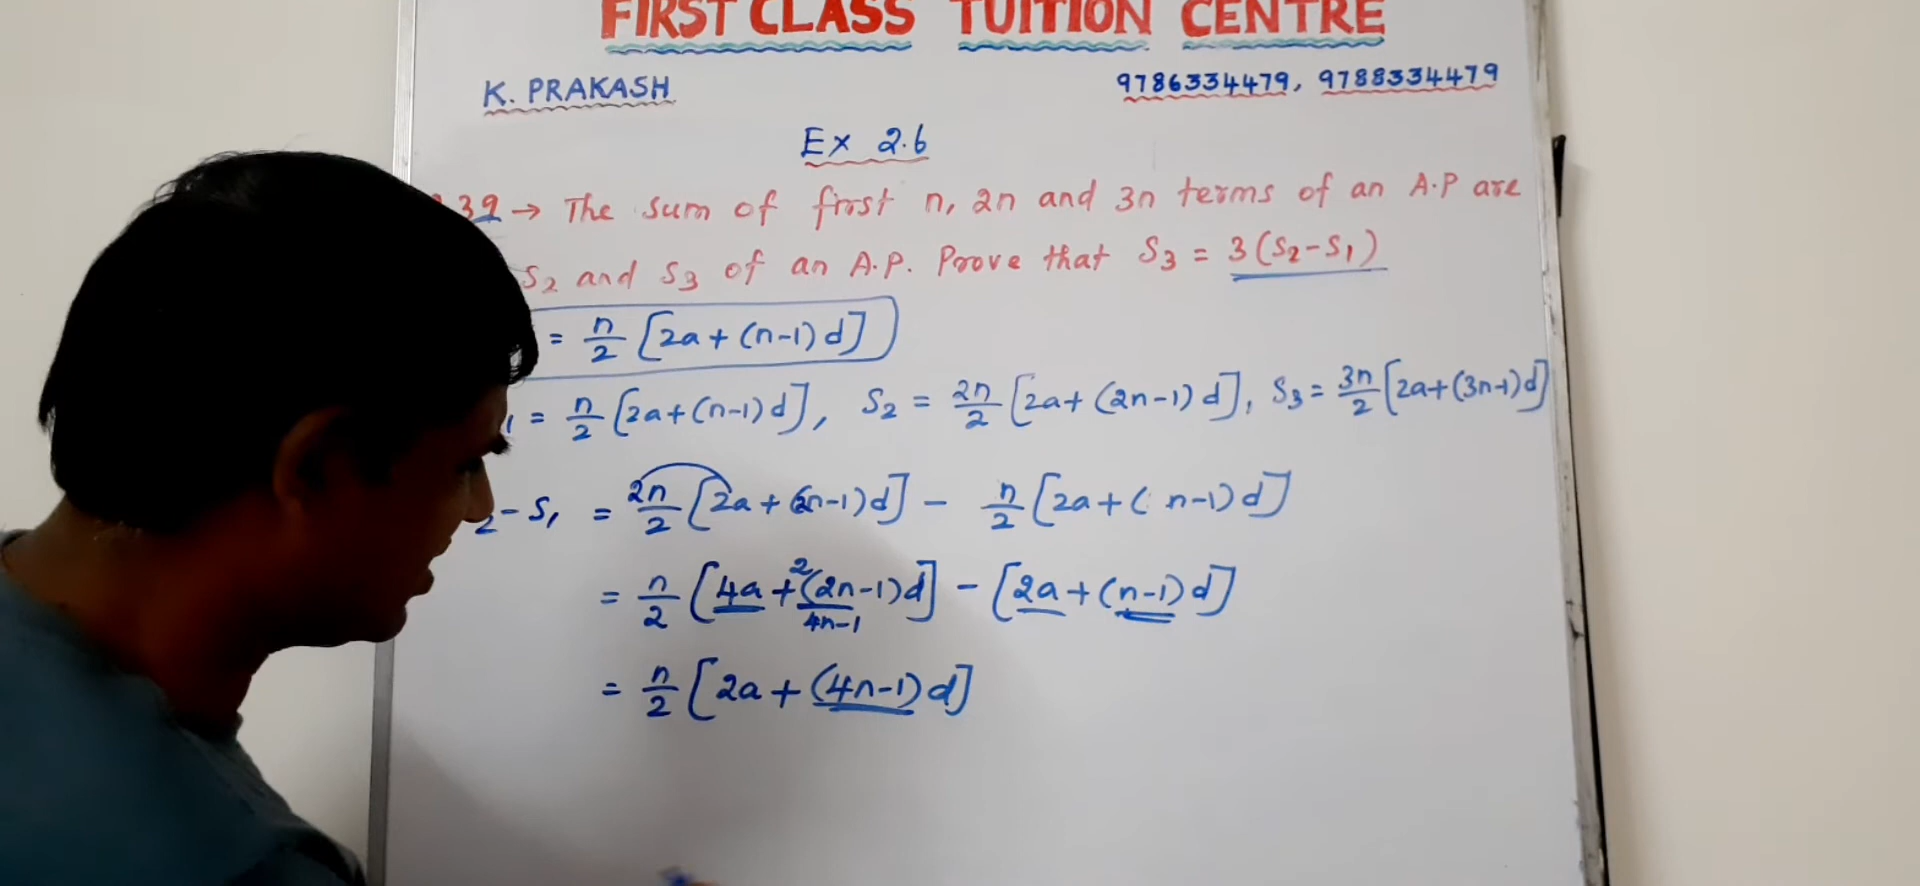 FIRST CLASS TUITION CENTRE
K. PRAKASH
9786334479, 9788334479
Ex 2.6
39 → The sum of first n, 2n and 3n terms of an A.P are
S2 and S3 of an A.P. Prove that S3 = 3(S2-S1)
= n/2 [2a+(n-1)d]
1 = n/2 [2a+(n-1)d], S2 = 2n/2 [2a+(2n-1)d], S3 = 3n/2 [2a+(3n-1)d]
2-S1 = 2n/2 [2a+(2n-1)d] - n/2 [2a+(n-1)d]
= n/2 [4a+2(2n-1)d] - [2a+(n-1)d]
4n-1
= n/2 [2a+(4n-1)d]